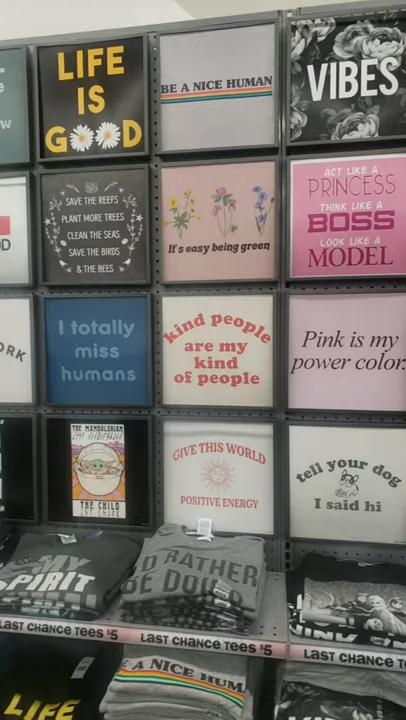 w
LIFE
IS
GOOD
BE A NICE HUMAN
VIBES
SAVE THE REEFS
PLANT MORE TREES
CLEAN THE SEAS
SAVE THE BIRDS
& THE BEES
It's easy being green
ACT LIKE A
PRINCESS
THINK LIKE A
BOSS
LOOK LIKE A
MODEL
I totally
miss
humans
kind people
are my
kind
of people
Pink is my
power color.
THE MANDALORIAN
THE CHILD
GIVE THIS WORLD
POSITIVE ENERGY
tell your dog
I said hi
MY
SPIRIT
RATHER
BE
LAST CHANCE TEES $5
LAST CHANCE TEES $5
LAST CHANCE TEES
LIFE
A NICE HUM